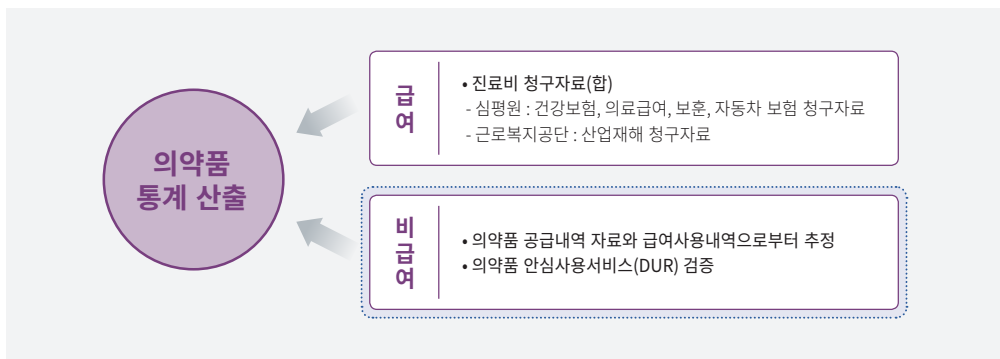 의약품
통계 산출
급
여
• 진료비 청구자료(합)
- 심평원 : 건강보험, 의료급여, 보훈, 자동차 보험 청구자료
- 근로복지공단 : 산업재해 청구자료
비
급
여
• 의약품 공급내역 자료와 급여사용내역으로부터 추정
• 의약품 안심사용서비스(DUR) 검증